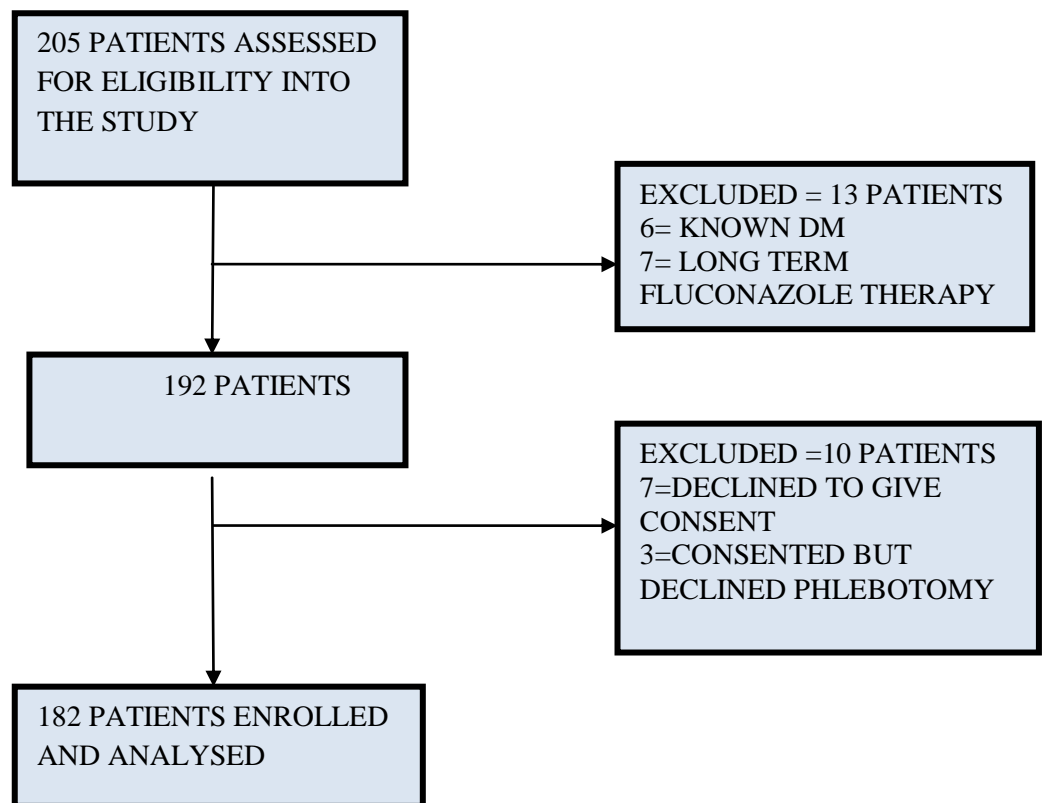 205 PATIENTS ASSESSED
FOR ELIGIBILITY INTO
THE STUDY
EXCLUDED = 13 PATIENTS
6= KNOWN DM
7= LONG TERM
FLUCONAZOLE THERAPY
192 PATIENTS
EXCLUDED =10 PATIENTS
7=DECLINED TO GIVE
CONSENT
3=CONSENTED BUT
DECLINED PHLEBOTOMY
182 PATIENTS ENROLLED
AND ANALYSED